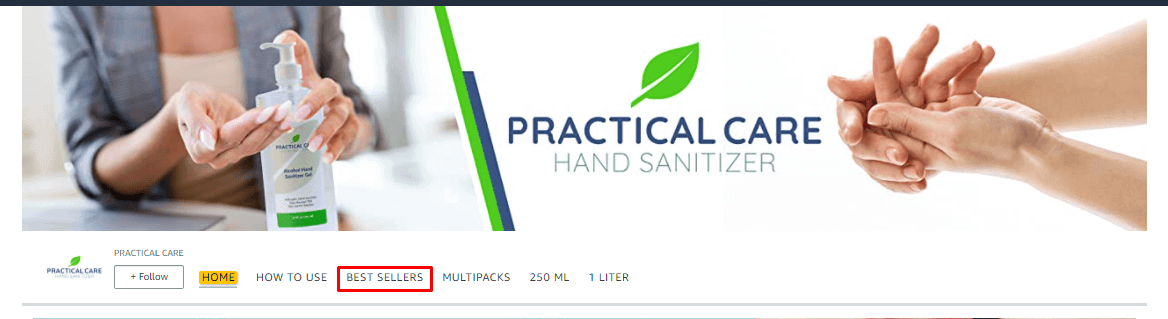 PRACTICAL CARE
Alcohol Hand
Sanitizer Gel
PRACTICAL CARE
HAND SANITIZER
PRACTICAL CARE
HAND SANITIZER
PRACTICAL CARE
+ Follow
HOME
HOW TO USE
BEST SELLERS
MULTIPACKS
250 ML
1 LITER